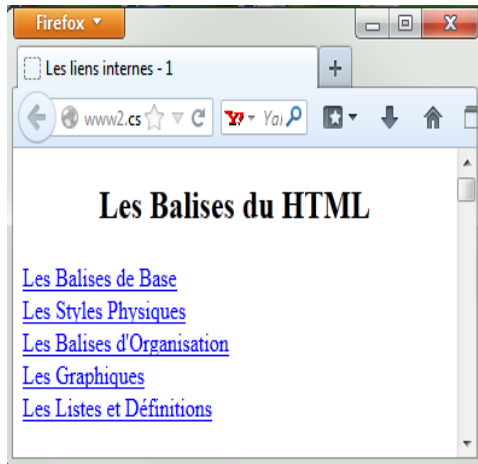 Firefox
Les liens internes - 1
www2.cs
Yal
Les Balises du HTML
Les Balises de Base
Les Styles Physiques
Les Balises d'Organisation
Les Graphiques
Les Listes et Définitions